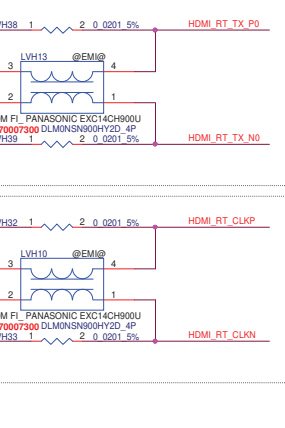 VH38 1 2 0_0201_5% HDMI_RT_TX_P0
LVH13 @EMI@
3 4
2 1
M FI_ PANASONIC EXC14CH900U
70007300 DLM0NSN900HY2D_4P
VH39 1 2 0_0201_5% HDMI_RT_TX_N0
VH32 1 2 0_0201_5% HDMI_RT_CLKP
LVH10 @EMI@
3 4
2 1
M FI_ PANASONIC EXC14CH900U
70007300 DLM0NSN900HY2D_4P
VH33 1 2 0_0201_5% HDMI_RT_CLKN